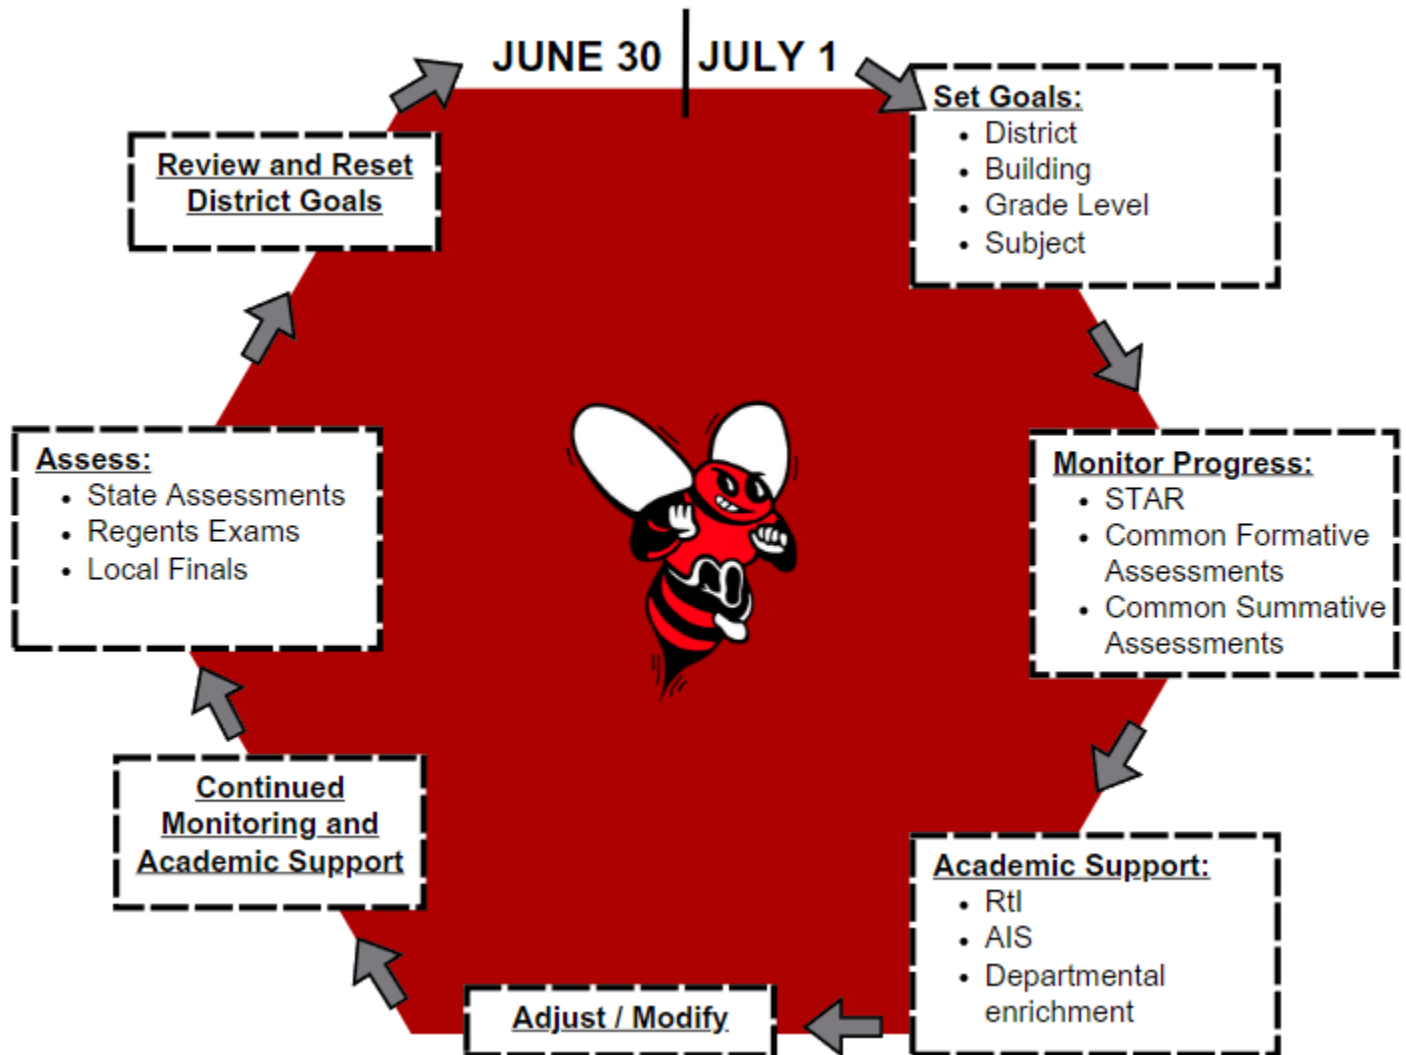 JUNE 30 JULY 1
Set Goals:
• District
• Building
• Grade Level
• Subject
Monitor Progress:
• STAR
• Common Formative
Assessments
• Common Summative
Assessments
Academic Support:
• RtI
• AIS
• Departmental
enrichment
Adjust / Modify
Continued
Monitoring and
Academic Support
Assess:
• State Assessments
• Regents Exams
• Local Finals
Review and Reset
District Goals